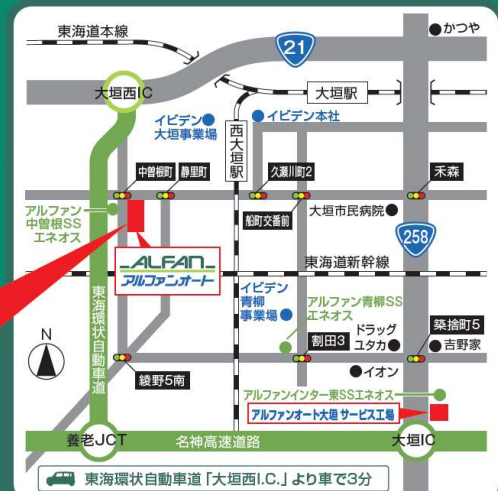 東海道本線
21
かつや
大垣西IC
大垣駅
イビデン
大垣事業場
イビデン本社
西大垣駅
中曽根町
静里町
久瀬川町2
禾森
アルファン
中曽根SS
エネオス
船町交番前
大垣市民病院
258
ALFAN
アルファンオート
東海道新幹線
東海環状自動車道
イビデン
青柳
事業場
アルファン青柳SS
エネオス
N
割田3
ドラッグ
ユタカ
築捨町5
吉野家
綾野5南
イオン
アルファンインター東SSエネオス
アルファンオート大垣 サービス工場
養老JCT
名神高速道路
大垣IC
東海環状自動車道「大垣西I.C.」より車で3分